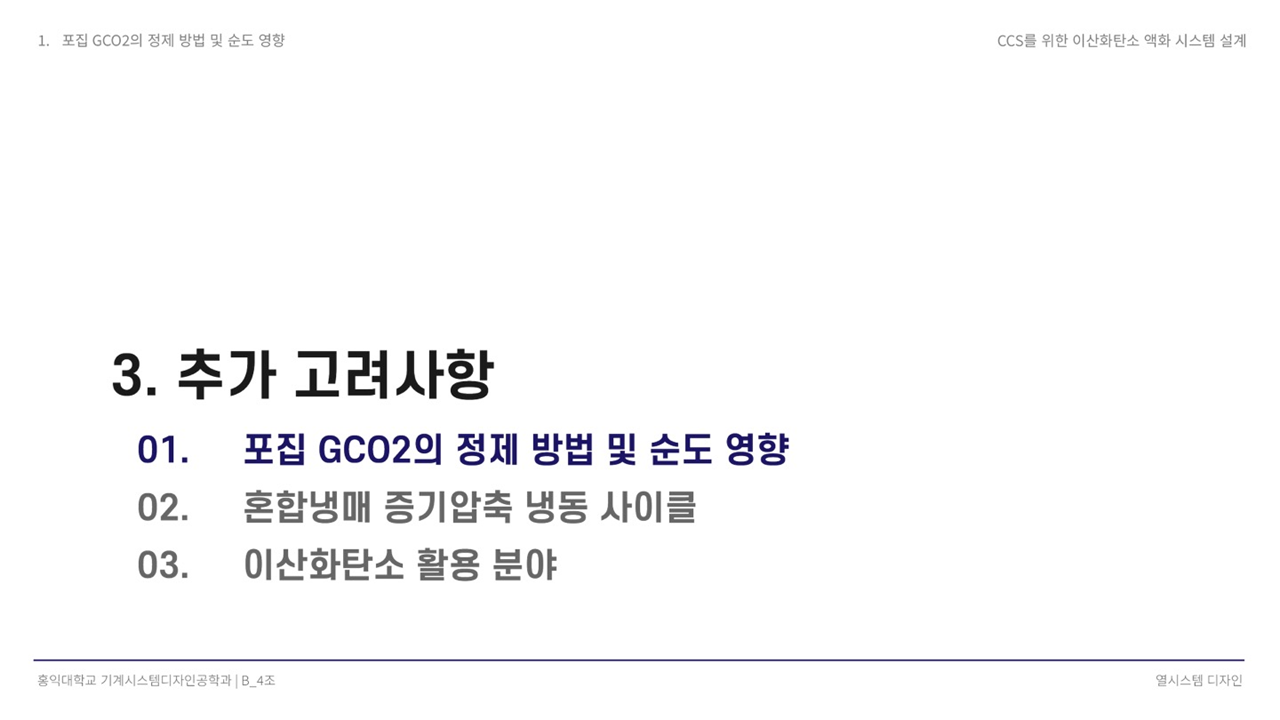 1. 포집 GCO2의 정제 방법 및 순도 영향
CCS를 위한 이산화탄소 액화 시스템 설계
3. 추가 고려사항
01. 포집 GCO2의 정제 방법 및 순도 영향
02. 혼합냉매 증기압축 냉동 사이클
03. 이산화탄소 활용 분야
홍익대학교 기계시스템디자인공학과 | B_4조
열시스템 디자인